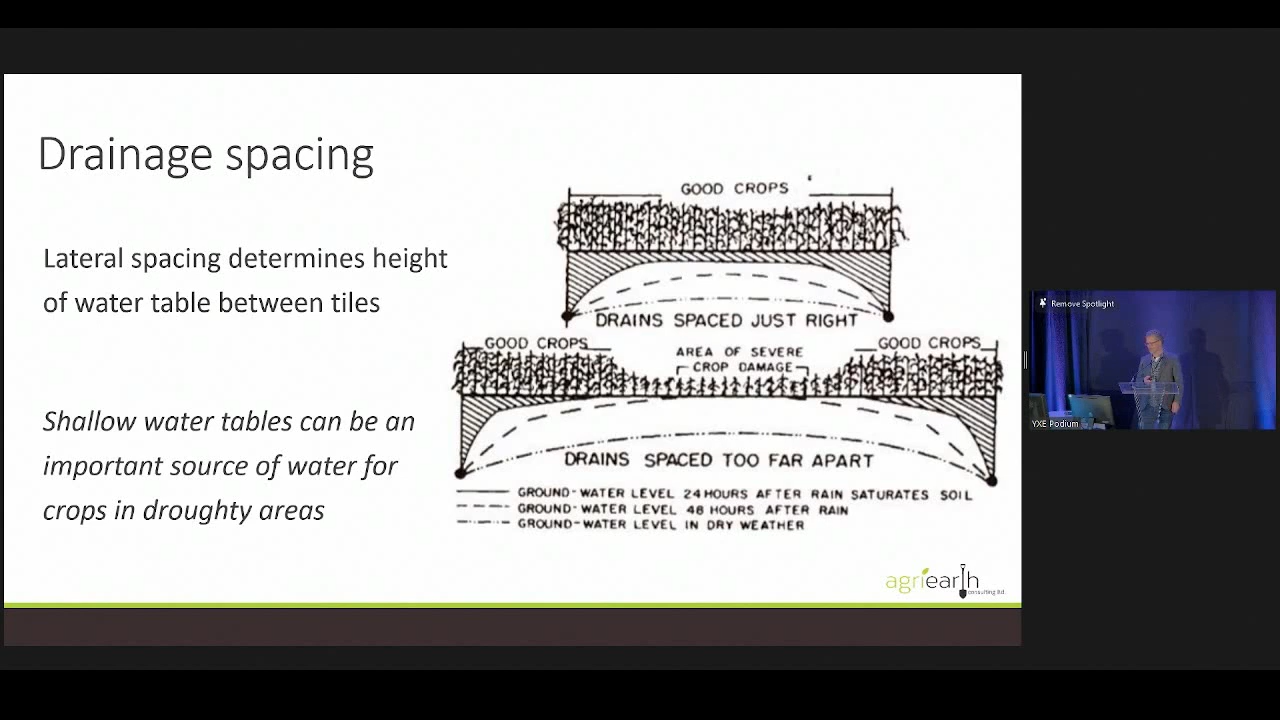 Drainage spacing
Lateral spacing determines height
of water table between tiles
Shallow water tables can be an
important source of water for
crops in droughty areas
GOOD CROPS
DRAINS SPACED JUST RIGHT
GOOD CROPS
AREA OF SEVERE
CROP DAMAGE
GOOD CROPS
DRAINS SPACED TOO FAR APART
GROUND-WATER LEVEL 24 HOURS AFTER RAIN SATURATES SOIL
GROUND-WATER LEVEL 48 HOURS AFTER RAIN
GROUND-WATER LEVEL IN DRY WEATHER
agriearth
consulting ltd.
Remove Spotlight
YXE Podium